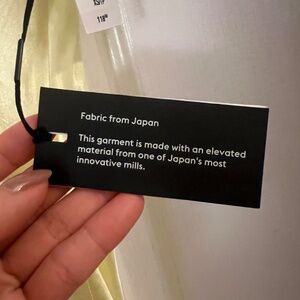 Fabric from Japan
This garment is made with an elevated
material from one of Japan's most
innovative mills.